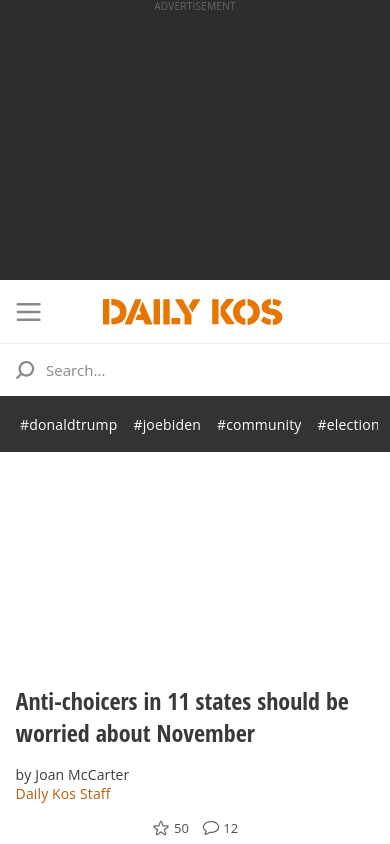 ADVERTISEMENT
DAILY KOS
Search...
#donaldtrump #joebiden #community #election
Anti-choicers in 11 states should be
worried about November
by Joan McCarter
Daily Kos Staff
50 12